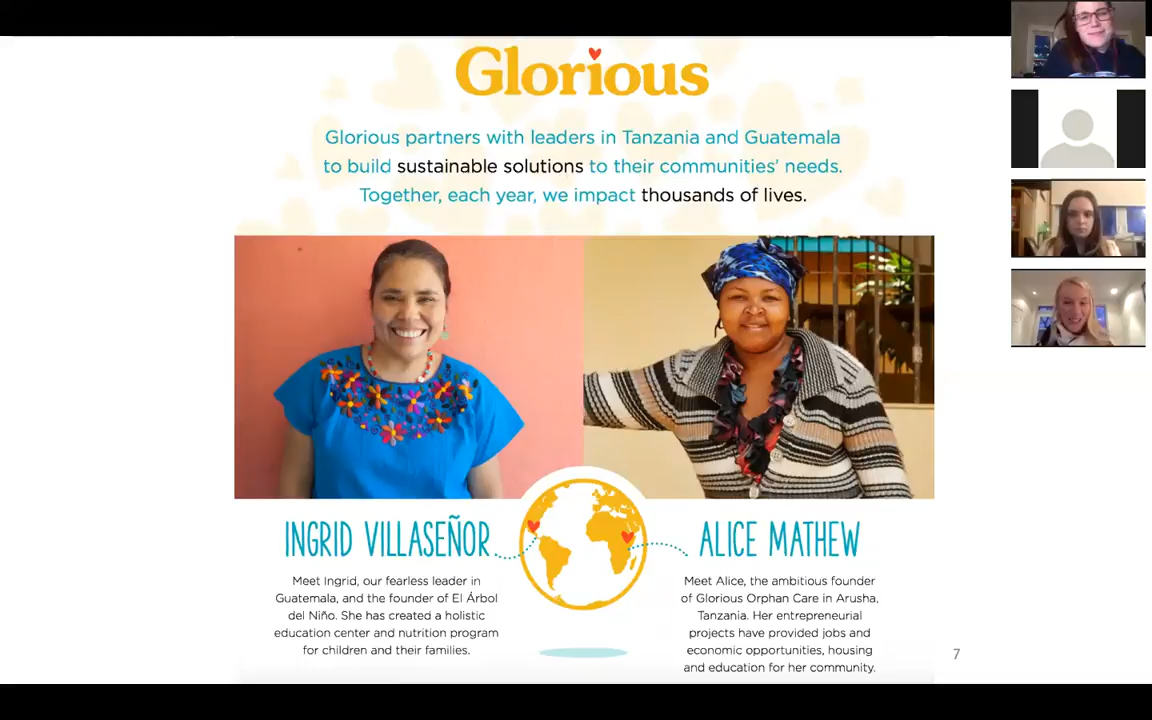 Glorious
Glorious partners with leaders in Tanzania and Guatemala
to build sustainable solutions to their communities' needs.
Together, each year, we impact thousands of lives.
INGRID VILLASEÑOR
Meet Ingrid, our fearless leader in
Guatemala, and the founder of El Árbol
del Niño. She has created a holistic
education center and nutrition program
for children and their families.
ALICE MATHEW
Meet Alice, the ambitious founder
of Glorious Orphan Care in Arusha,
Tanzania. Her entrepreneurial
projects have provided jobs and
economic opportunities, housing
and education for her community.
7